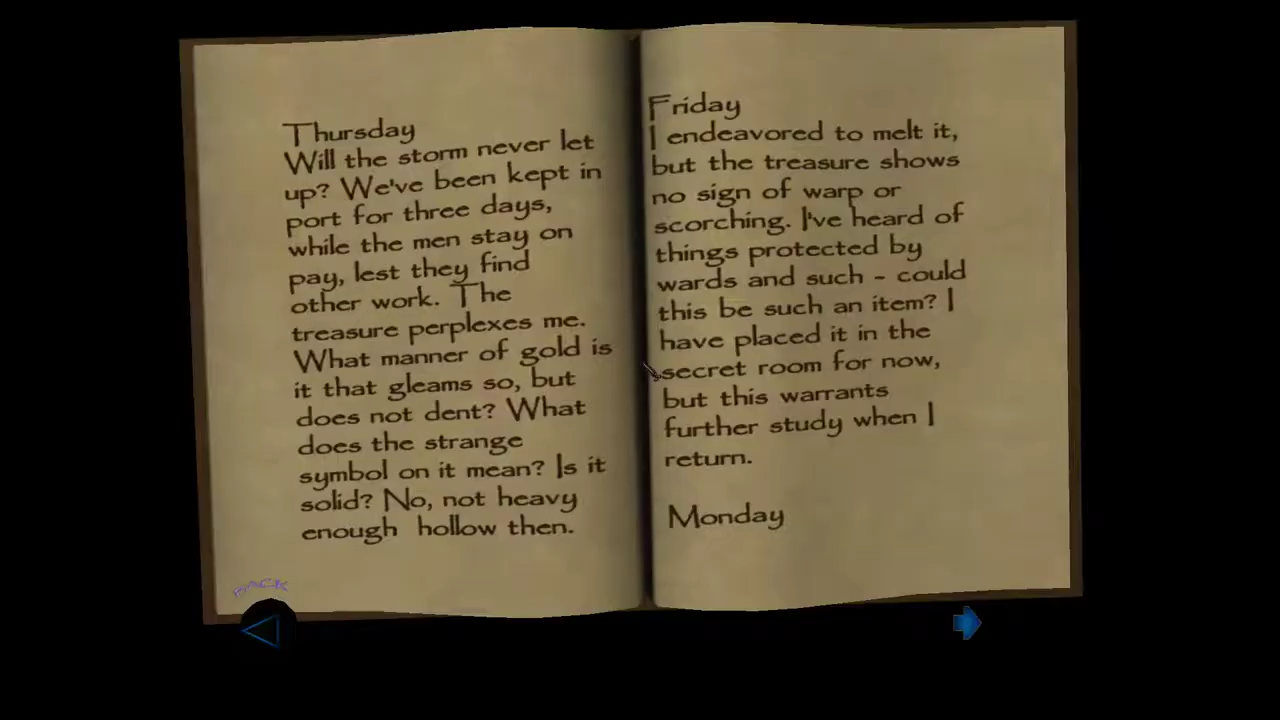 Thursday
Will the storm never let
up? We've been kept in
port for three days,
while the men stay on
pay, lest they find
other work. The
treasure perplexes me.
What manner of gold is
it that gleams so, but
does not dent? What
does the strange
symbol on it mean? Is it
solid? No, not heavy
enough hollow then.
Friday
I endeavored to melt it,
but the treasure shows
no sign of warp or
scorching. I've heard of
things protected by
wards and such - could
this be such an item? I
have placed it in the
secret room for now,
but this warrants
further study when I
return.
Monday
BACK